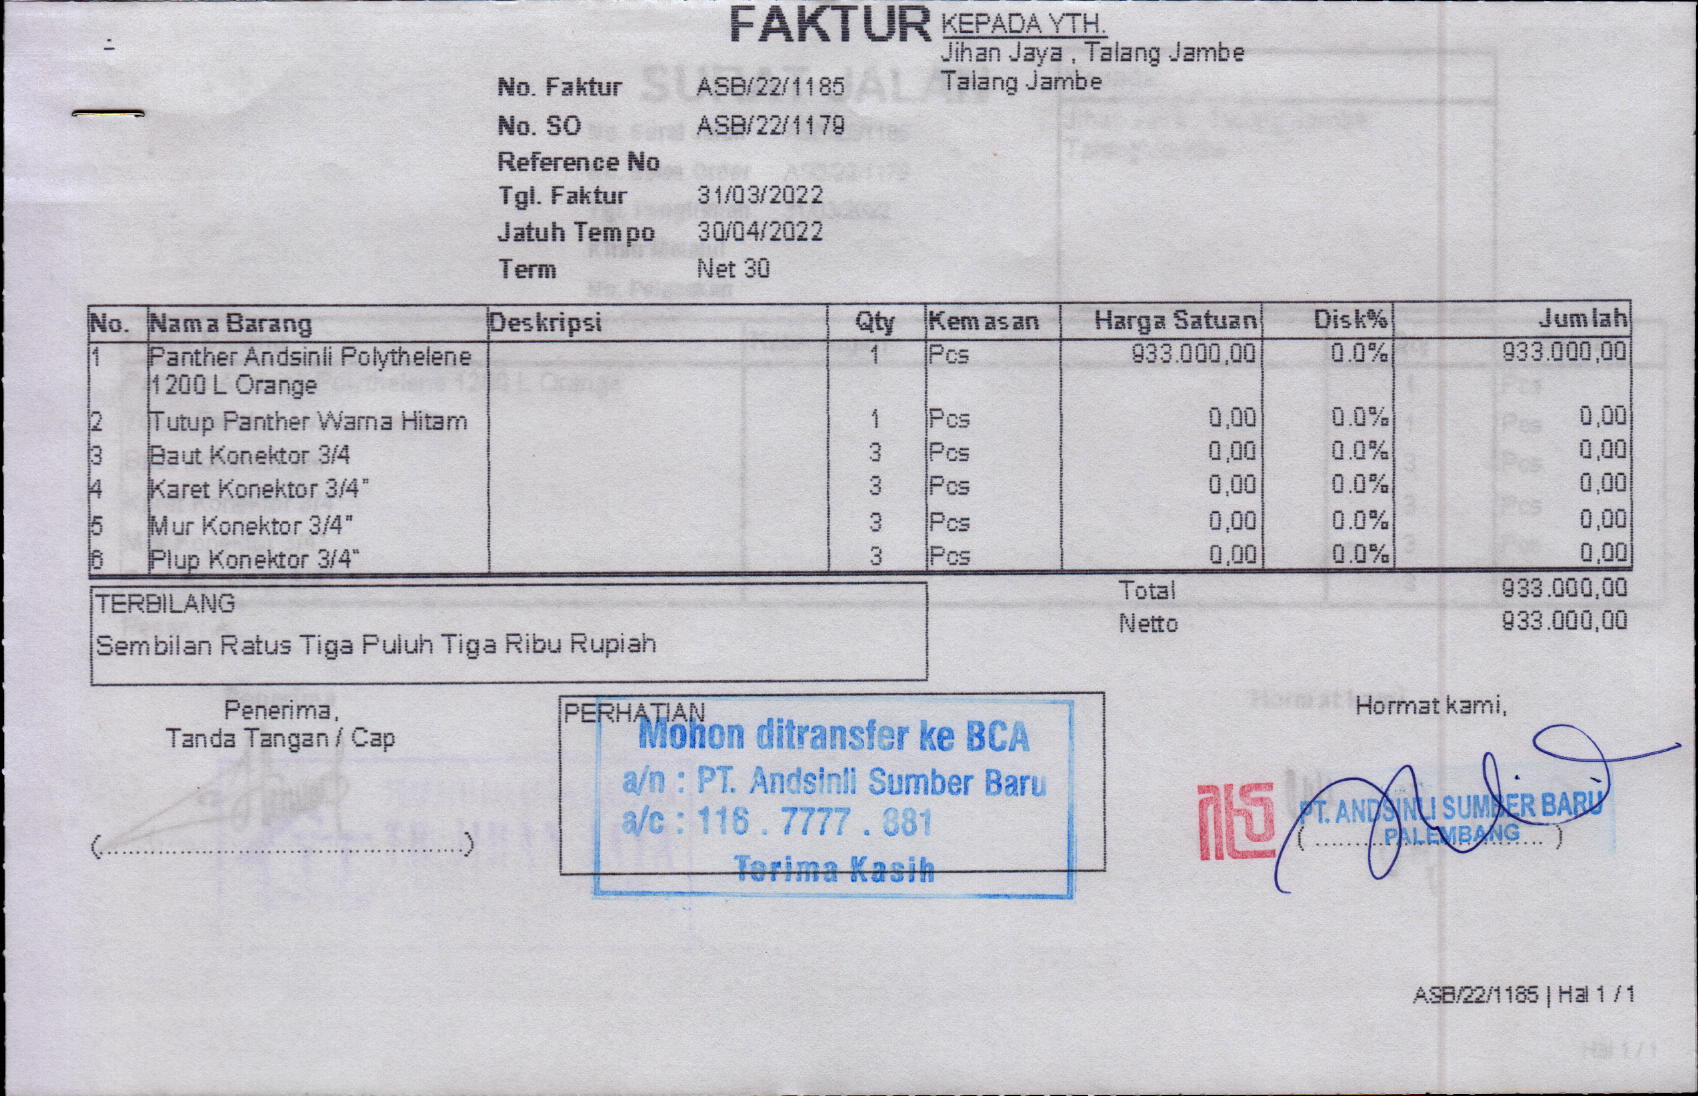 FAKTUR
KEPADA YTH.
Jihan Jaya , Talang Jambe
Talang Jambe
No. Faktur ASB/22/1185
No. SO ASB/22/1179
Reference No
Tgl. Faktur 31/03/2022
Jatuh Tempo 30/04/2022
Term Net 30
No. Nama Barang Deskripsi Qty Kemasan Harga Satuan Disk% Jumlah
1 Panther Andsinli Polythelene 1 Pcs 933.000,00 0.0% 933.000,00
1200 L Orange
2 Tutup Panther Warna Hitam 1 Pcs 0,00 0.0% 0,00
3 Baut Konektor 3/4 3 Pcs 0,00 0.0% 0,00
4 Karet Konektor 3/4" 3 Pcs 0,00 0.0% 0,00
5 Mur Konektor 3/4" 3 Pcs 0,00 0.0% 0,00
6 Plup Konektor 3/4" 3 Pcs 0,00 0.0% 0,00
Total 933.000,00
Netto 933.000,00
TERBILANG
Sembilan Ratus Tiga Puluh Tiga Ribu Rupiah
Penerima,
Tanda Tangan / Cap
(................................................)
PERHATIAN
Mohon ditransfer ke BCA
a/n : PT. Andsinli Sumber Baru
a/c : 116 . 7777 . 881
Terima Kasih
Hormat kami,
PT. ANDSINLI SUMBER BARU
PALEMBANG
( .............................. )
ASB/22/1185 | Hal 1 / 1
Hal 1 / 1